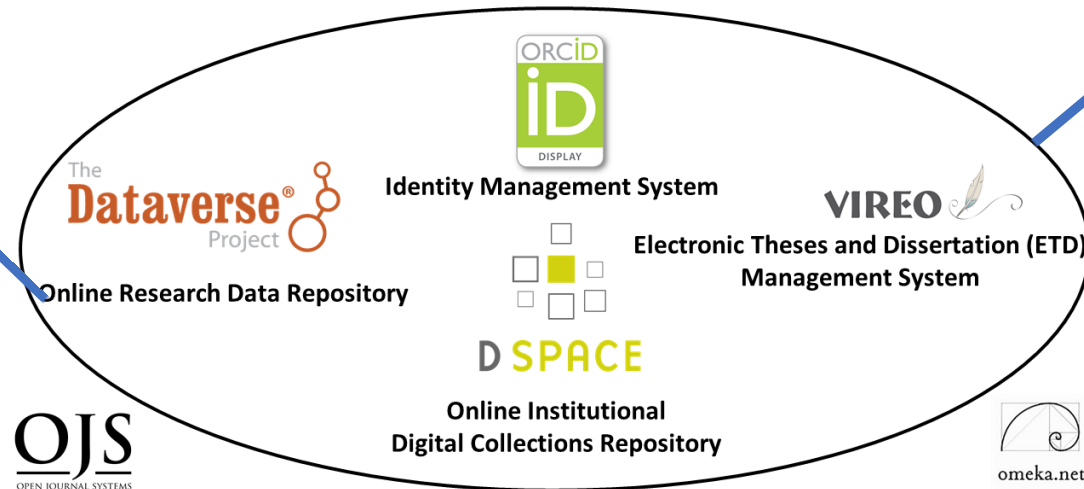 ORCID
iD
DISPLAY
Identity Management System
The
Dataverse®
Project
Online Research Data Repository
VIREO
Electronic Theses and Dissertation (ETD)
Management System
D SPACE
Online Institutional
Digital Collections Repository
OJS
OPEN JOURNAL SYSTEMS
omeka.net